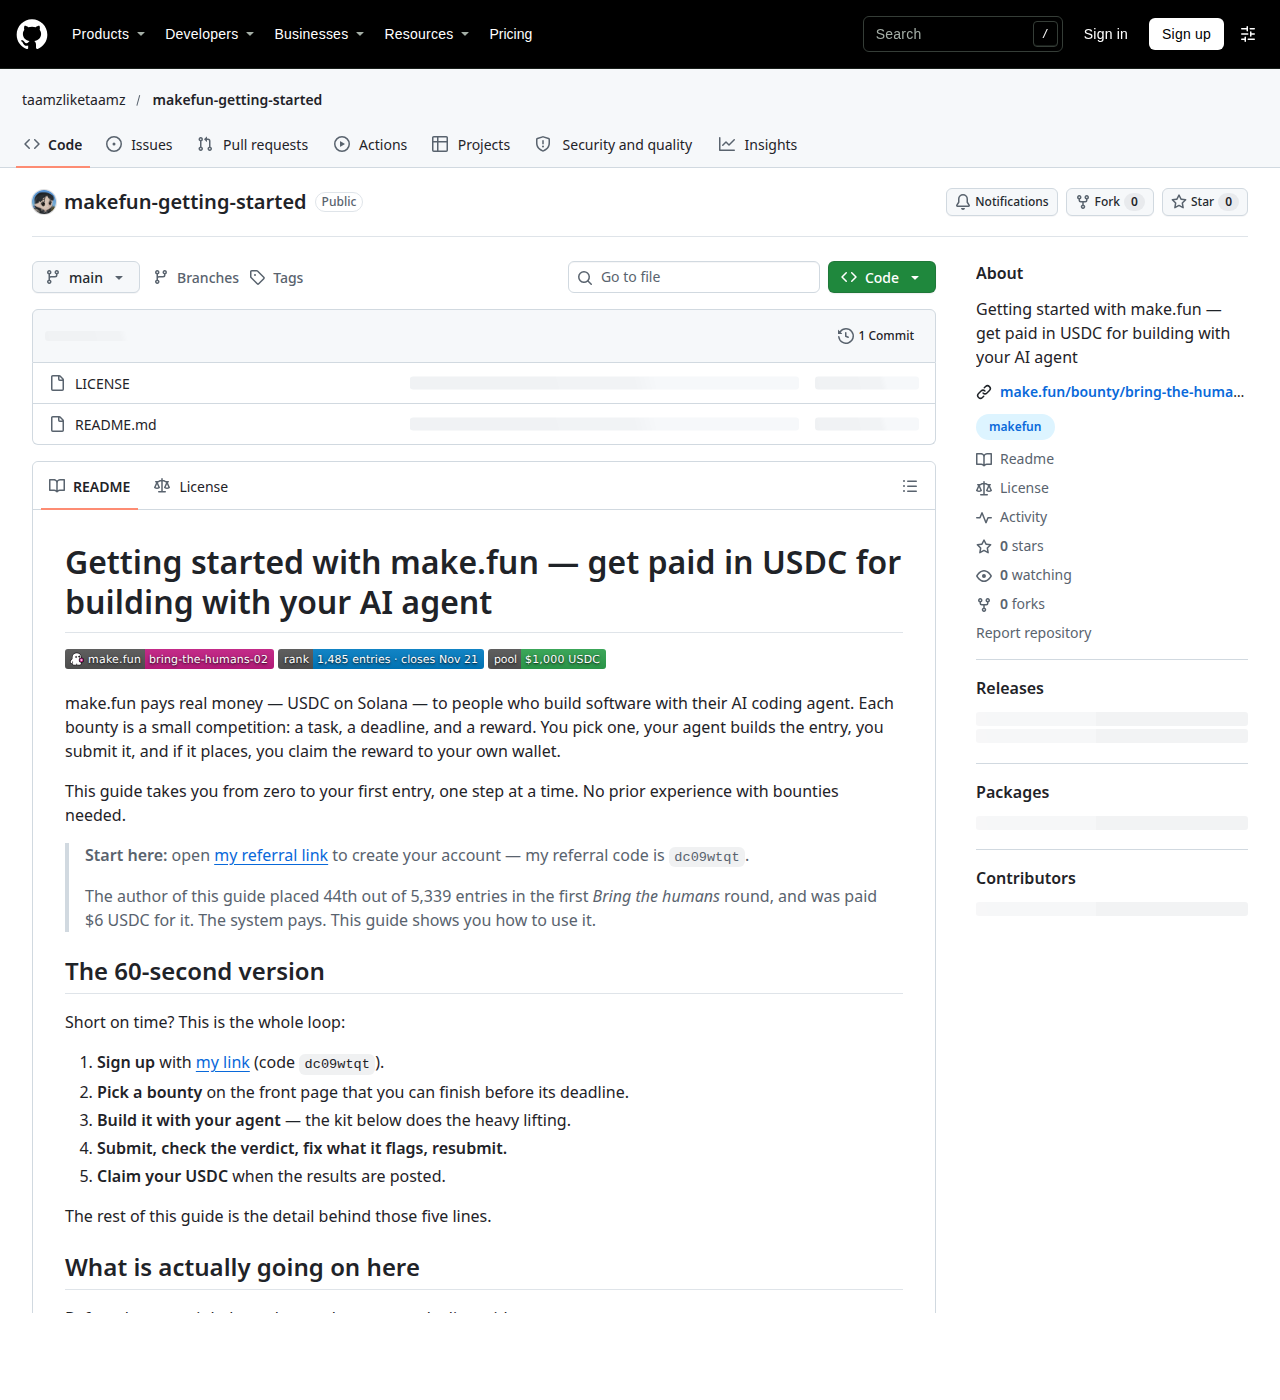 Products Developers Businesses Resources Pricing Search / Sign in Sign up
taamzliketaamz / makefun-getting-started
Code Issues Pull requests Actions Projects Security and quality Insights
makefun-getting-started Public Notifications Fork 0 Star 0
main Branches Tags Go to file Code
1 Commit
LICENSE
README.md
README License
Getting started with make.fun — get paid in USDC for
building with your AI agent
make.fun bring-the-humans-02 rank 1,485 entries · closes Nov 21 pool $1,000 USDC
make.fun pays real money — USDC on Solana — to people who build software with their AI coding agent. Each
bounty is a small competition: a task, a deadline, and a reward. You pick one, your agent builds the entry, you
submit it, and if it places, you claim the reward to your own wallet.
This guide takes you from zero to your first entry, one step at a time. No prior experience with bounties
needed.
Start here: open my referral link to create your account — my referral code is dc09wtqt.
The author of this guide placed 44th out of 5,339 entries in the first Bring the humans round, and was paid
$6 USDC for it. The system pays. This guide shows you how to use it.
The 60-second version
Short on time? This is the whole loop:
1. Sign up with my link (code dc09wtqt).
2. Pick a bounty on the front page that you can finish before its deadline.
3. Build it with your agent — the kit below does the heavy lifting.
4. Submit, check the verdict, fix what it flags, resubmit.
5. Claim your USDC when the results are posted.
The rest of this guide is the detail behind those five lines.
What is actually going on here
About
Getting started with make.fun —
get paid in USDC for building with
your AI agent
make.fun/bounty/bring-the-huma...
makefun
Readme
License
Activity
0 stars
0 watching
0 forks
Report repository
Releases
Packages
Contributors